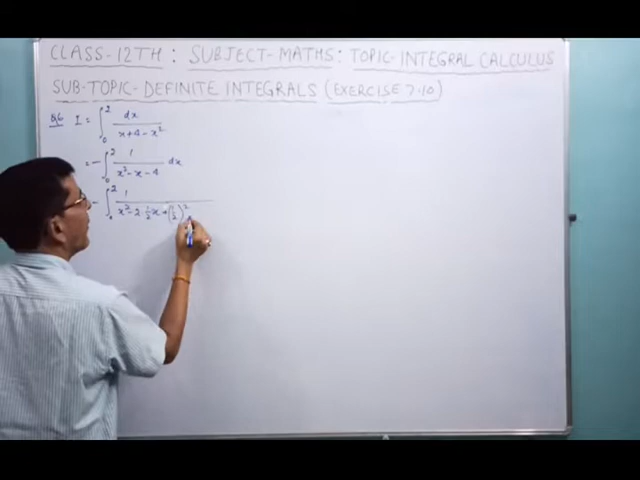 CLASS-12TH : SUBJECT-MATHS: TOPIC-INTEGRAL CALCULUS
SUB-TOPIC-DEFINITE INTEGRALS (EXERCISE 7.10)
Q6 I = ∫₀² dx/(x+4-x²)
= -∫₀² 1/(x²-x-4) dx
-∫₀² 1/(x²-2·½x+(½)²